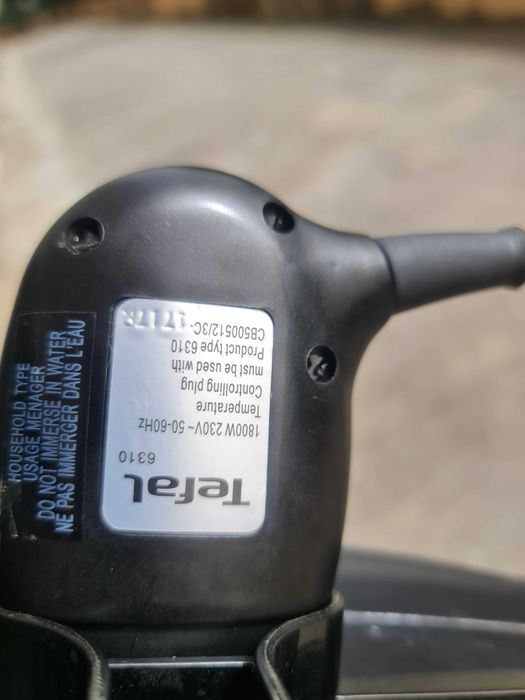 Tefal
6310
1800W 230V~ 50-60Hz
Temperature
Controlling plug
must be used with
Product type 6310
CB500512/3C- 1717R
HOUSEHOLD TYPE
USAGE MENAGER
DO NOT IMMERSE IN WATER
NE PAS IMMERGER DANS L'EAU